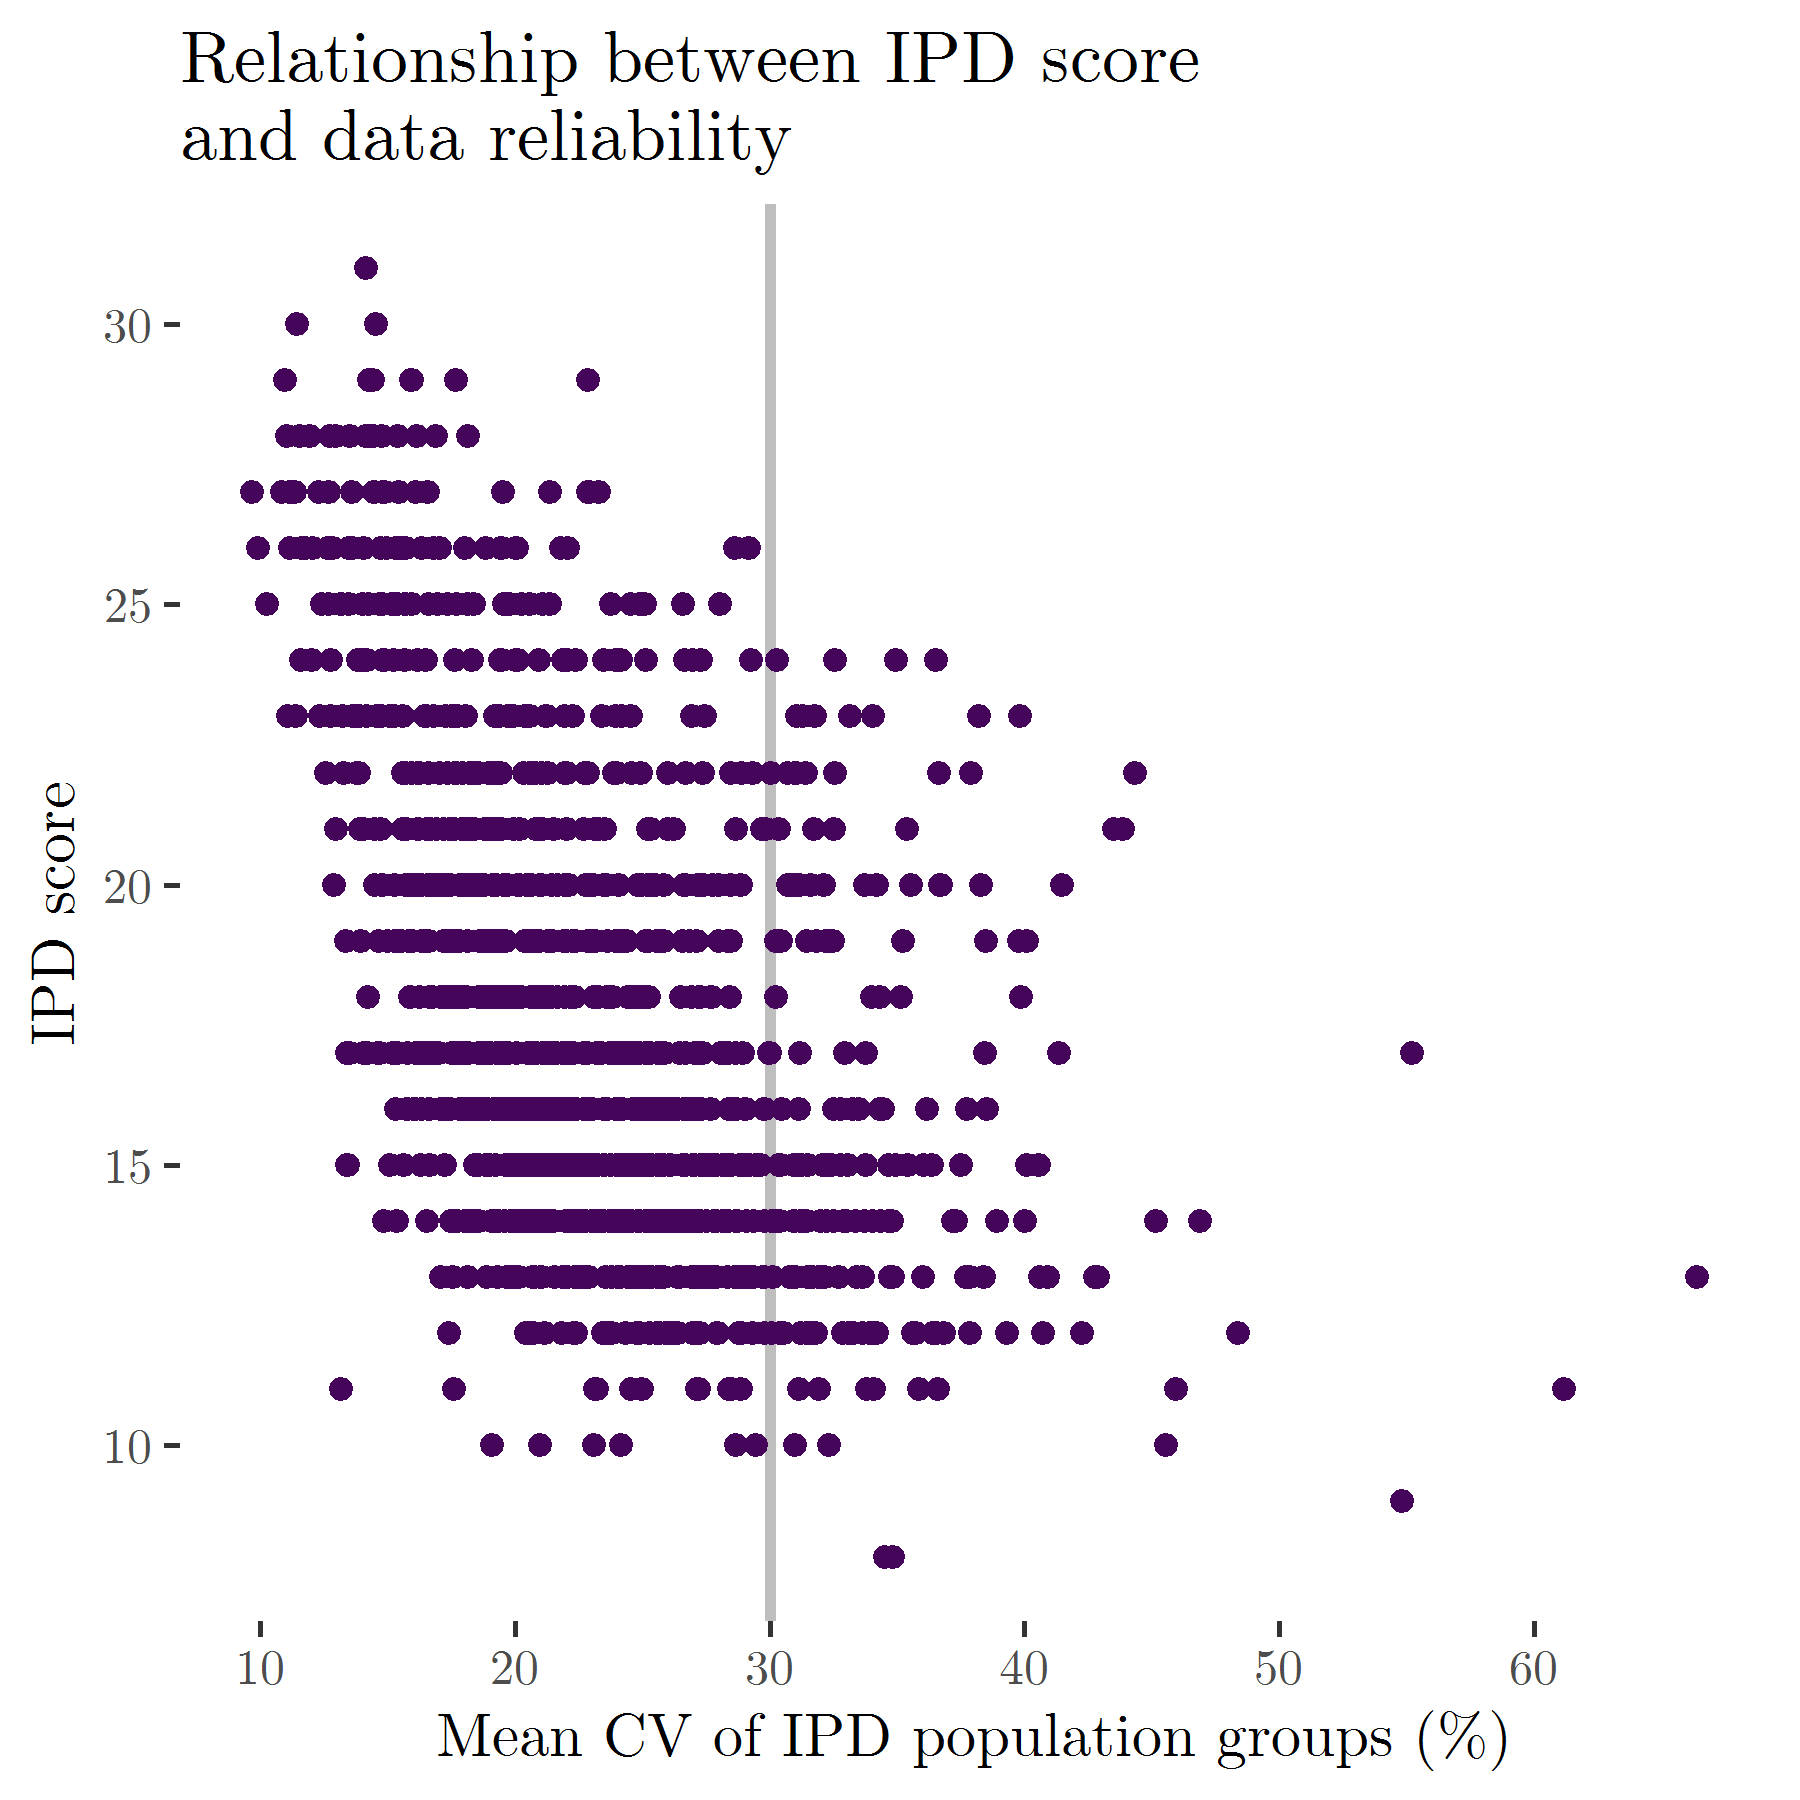 Relationship between IPD score
and data reliability
30
25
20
15
10
IPD score
10 20 30 40 50 60
Mean CV of IPD population groups (%)